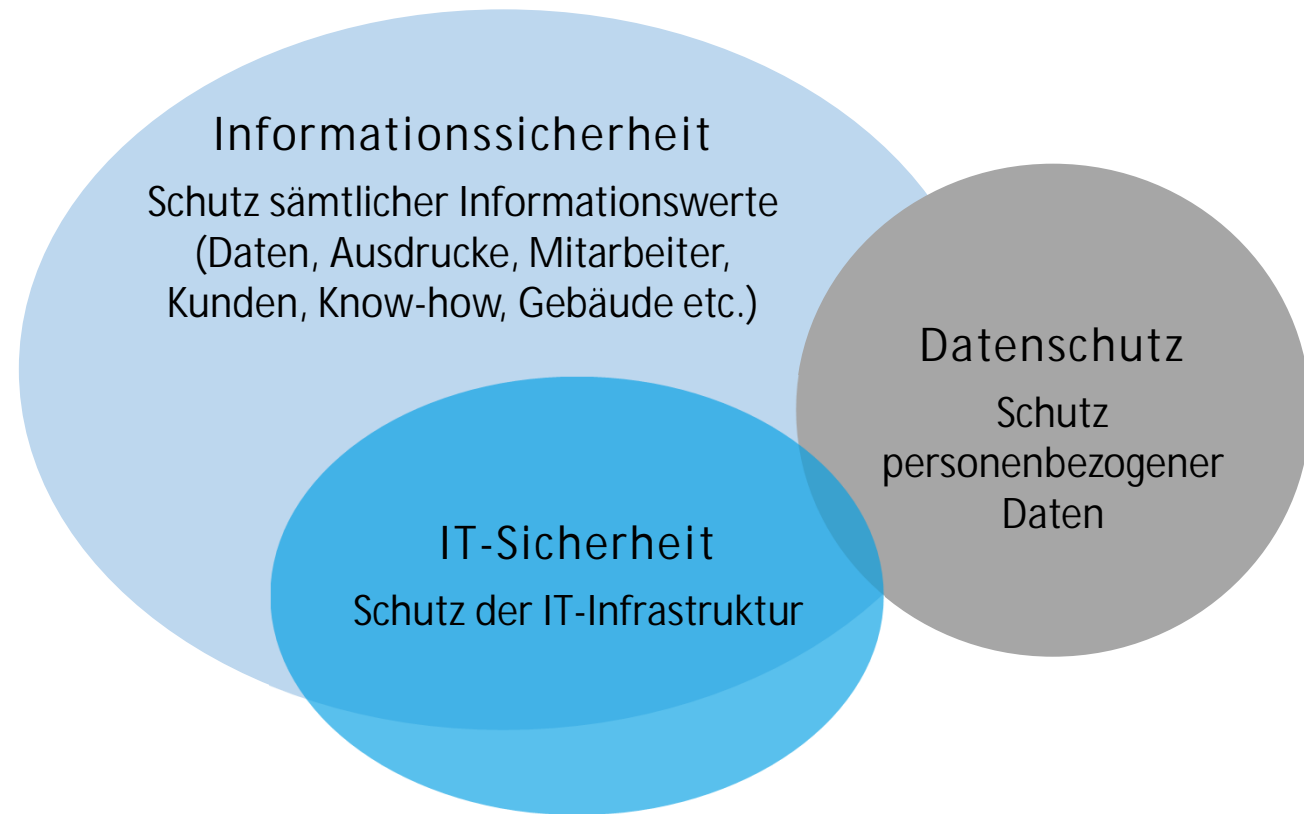 Informationssicherheit
Schutz sämtlicher Informationswerte
(Daten, Ausdrucke, Mitarbeiter,
Kunden, Know-how, Gebäude etc.)
Datenschutz
Schutz
personenbezogener
Daten
IT-Sicherheit
Schutz der IT-Infrastruktur